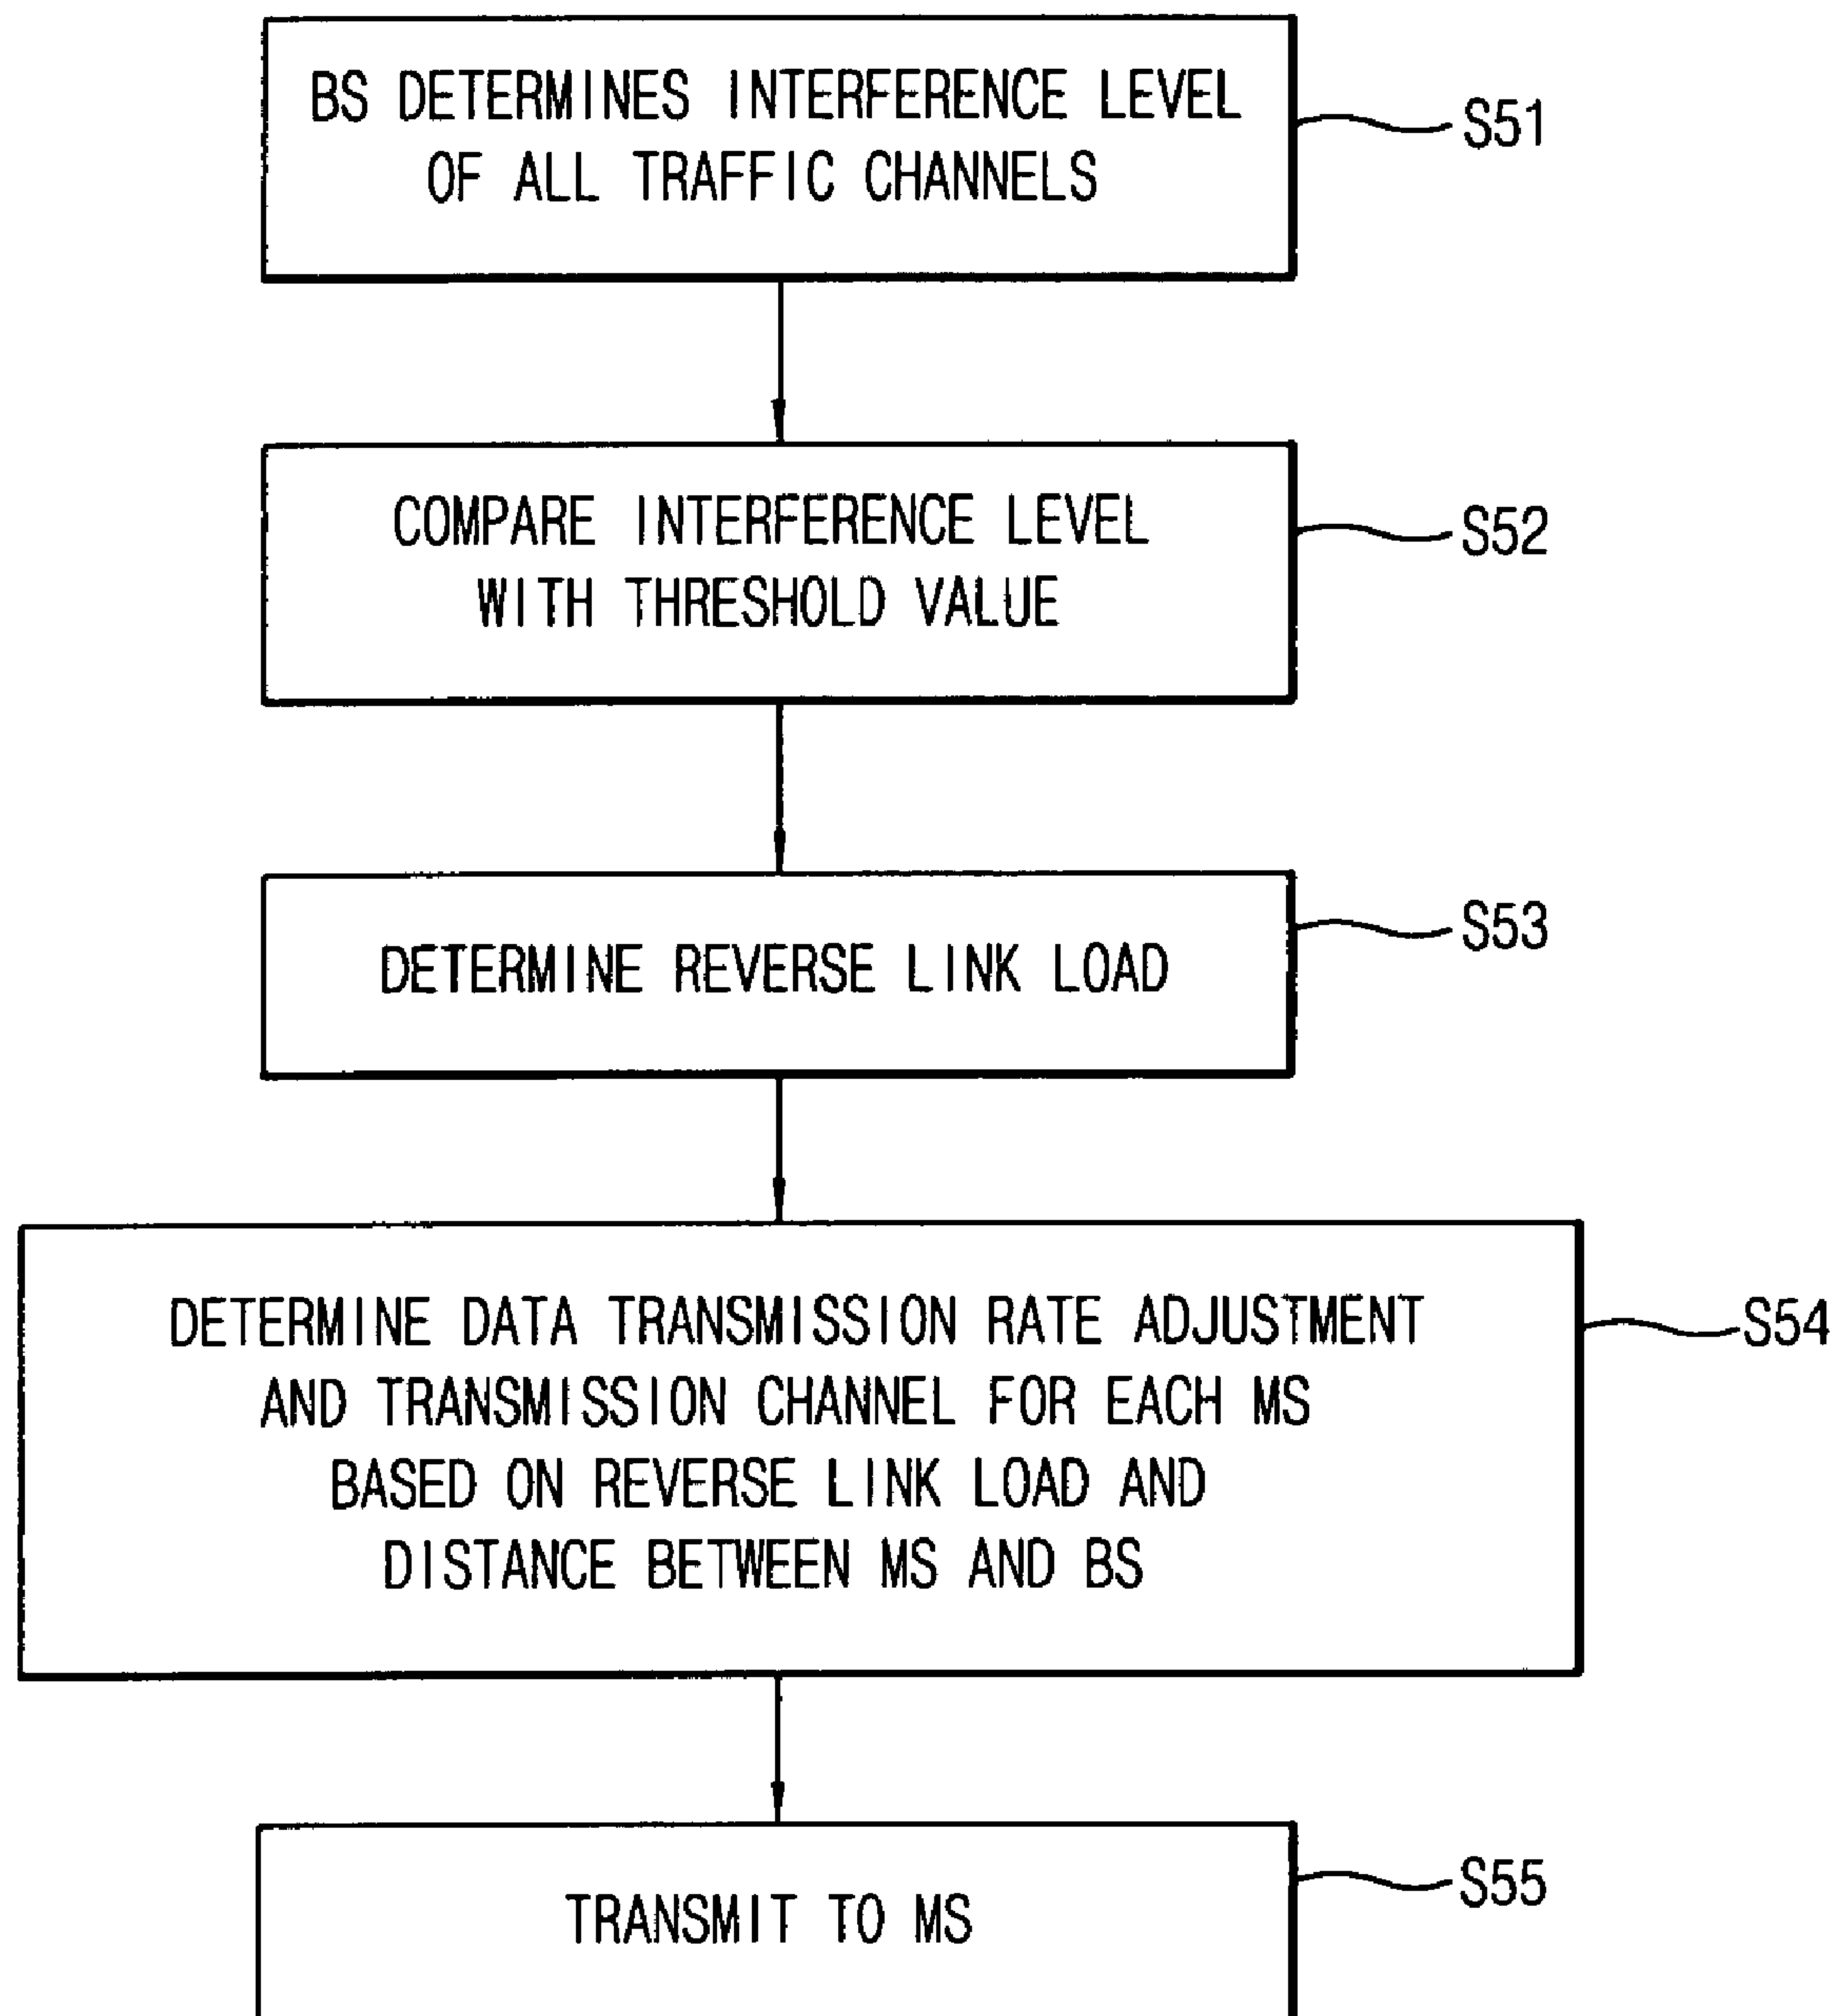 BS DETERMINES INTERFERENCE LEVEL
OF ALL TRAFFIC CHANNELS
S51
COMPARE INTERFERENCE LEVEL
WITH THRESHOLD VALUE
S52
DETERMINE REVERSE LINK LOAD
S53
DETERMINE DATA TRANSMISSION RATE ADJUSTMENT
AND TRANSMISSION CHANNEL FOR EACH MS
BASED ON REVERSE LINK LOAD AND
DISTANCE BETWEEN MS AND BS
S54
TRANSMIT TO MS
S55